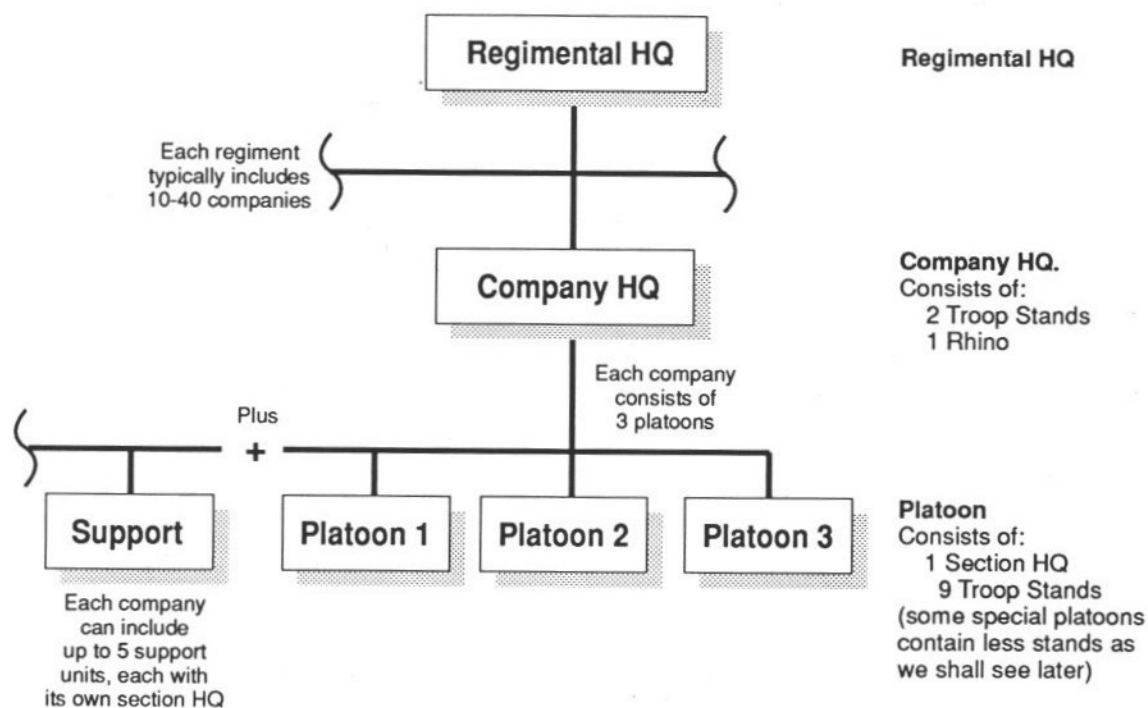 Regimental HQ
Regimental HQ
Each regiment
typically includes
10-40 companies
Company HQ
Company HQ.
Consists of:
2 Troop Stands
1 Rhino
Each company
consists of
3 platoons
Plus
+
Support
Platoon 1
Platoon 2
Platoon 3
Platoon
Consists of:
1 Section HQ
9 Troop Stands
(some special platoons
contain less stands as
we shall see later)
Each company
can include
up to 5 support
units, each with
its own section HQ